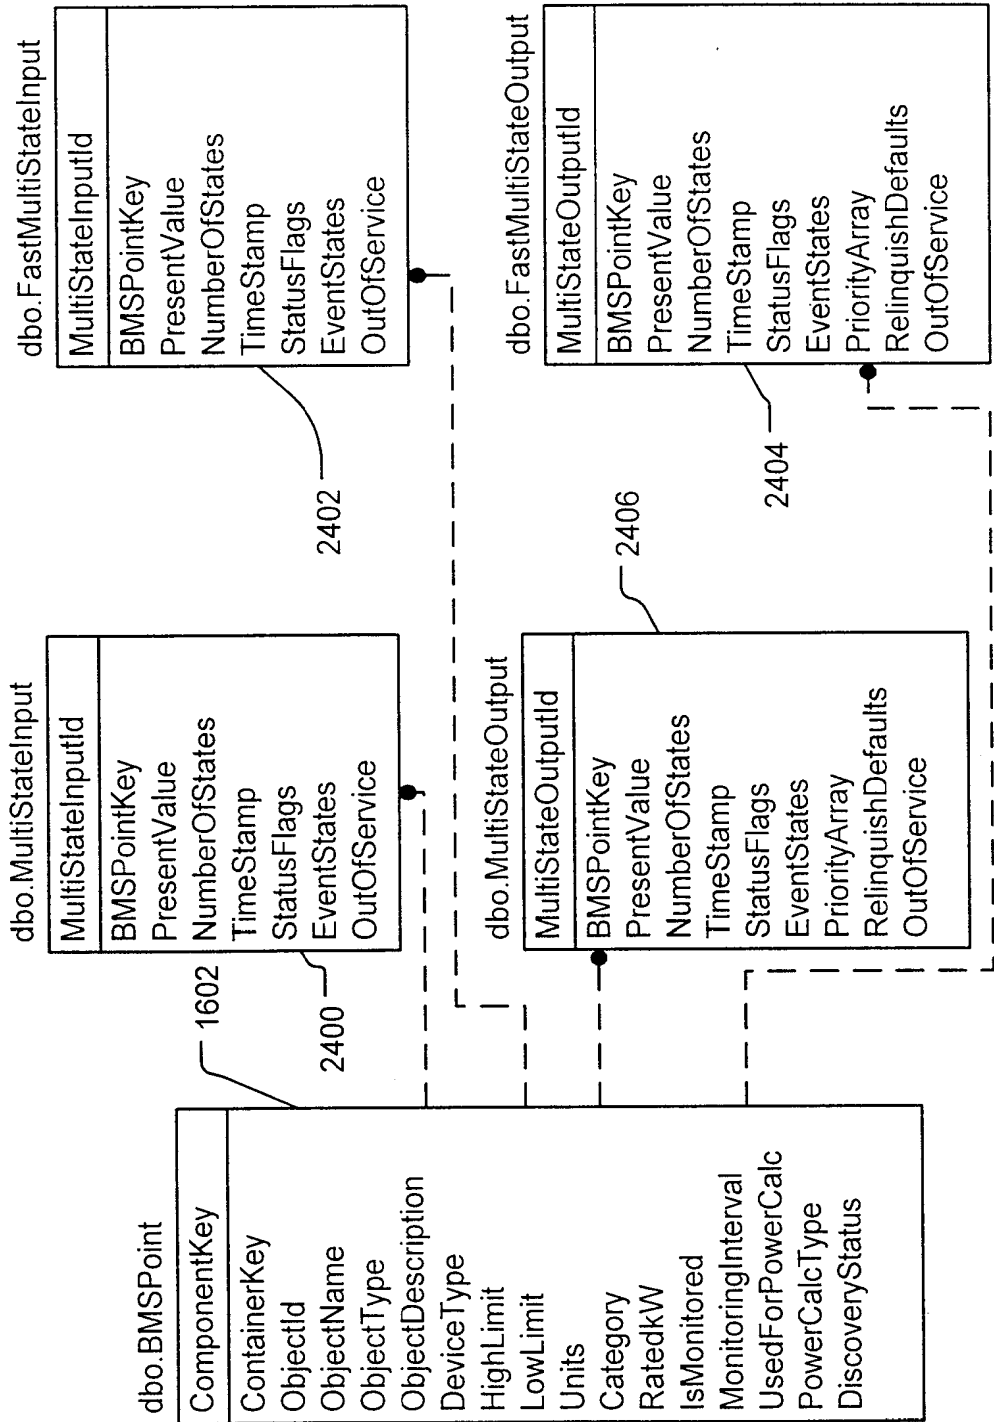 dbo.BMSPoint
ComponentKey
ContainerKey
ObjectId
ObjectName
ObjectType
ObjectDescription
DeviceType
HighLimit
LowLimit
Units
Category
RatedkW
IsMonitored
MonitoringInterval
UsedForPowerCalc
PowerCalcType
DiscoveryStatus
1602
dbo.MultiStateInput
MultiStateInputId
BMSPointKey
PresentValue
NumberOfStates
TimeStamp
StatusFlags
EventStates
OutOfService
2400
dbo.FastMultiStateInput
MultiStateInputId
BMSPointKey
PresentValue
NumberOfStates
TimeStamp
StatusFlags
EventStates
OutOfService
2402
dbo.MultiStateOutput
MultiStateOutputId
BMSPointKey
PresentValue
NumberOfStates
TimeStamp
StatusFlags
EventStates
PriorityArray
RelinquishDefaults
OutOfService
2406
dbo.FastMultiStateOutput
MultiStateOutputId
BMSPointKey
PresentValue
NumberOfStates
TimeStamp
StatusFlags
EventStates
PriorityArray
RelinquishDefaults
OutOfService
2404